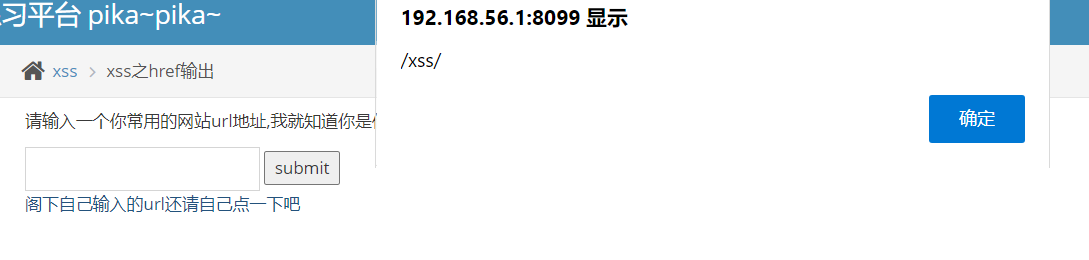 习平台 pika~pika~
192.168.56.1:8099 显示
/xss/
确定
xss > xss之href输出
请输入一个你常用的网站url地址,我就知道你是
submit
阁下自己输入的url还请自己点一下吧